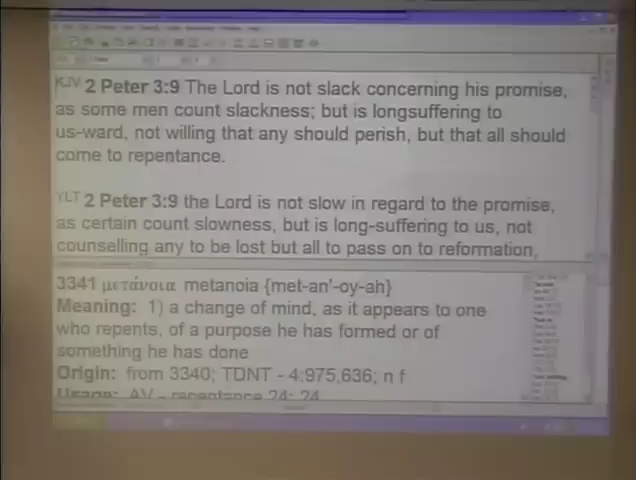 KJV 2 Peter 3:9 The Lord is not slack concerning his promise,
as some men count slackness; but is longsuffering to
us-ward, not willing that any should perish, but that all should
come to repentance.
YLT 2 Peter 3:9 the Lord is not slow in regard to the promise,
as certain count slowness, but is long-suffering to us, not
counselling any to be lost but all to pass on to reformation,
3341 μετάνοια metanoia {met-an'-oy-ah}
Meaning: 1) a change of mind, as it appears to one
who repents, of a purpose he has formed or of
something he has done
Origin: from 3340; TDNT - 4:975,636; n f
Usage: AV - repentance 24; 24